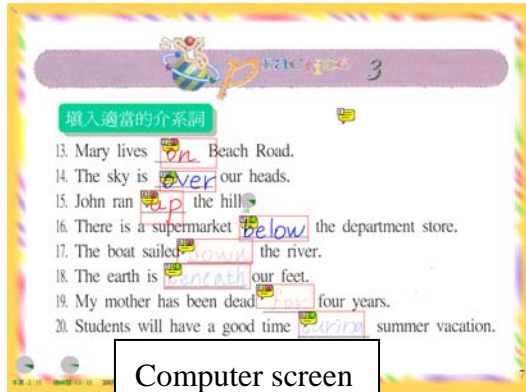 Practice 3
填入適當的介系詞
13. Mary lives on Beach Road.
14. The sky is over our heads.
15. John ran up the hill.
16. There is a supermarket below the department store.
17. The boat sailed down the river.
18. The earth is beneath our feet.
19. My mother has been dead for four years.
20. Students will have a good time during summer vacation.
Computer screen
7